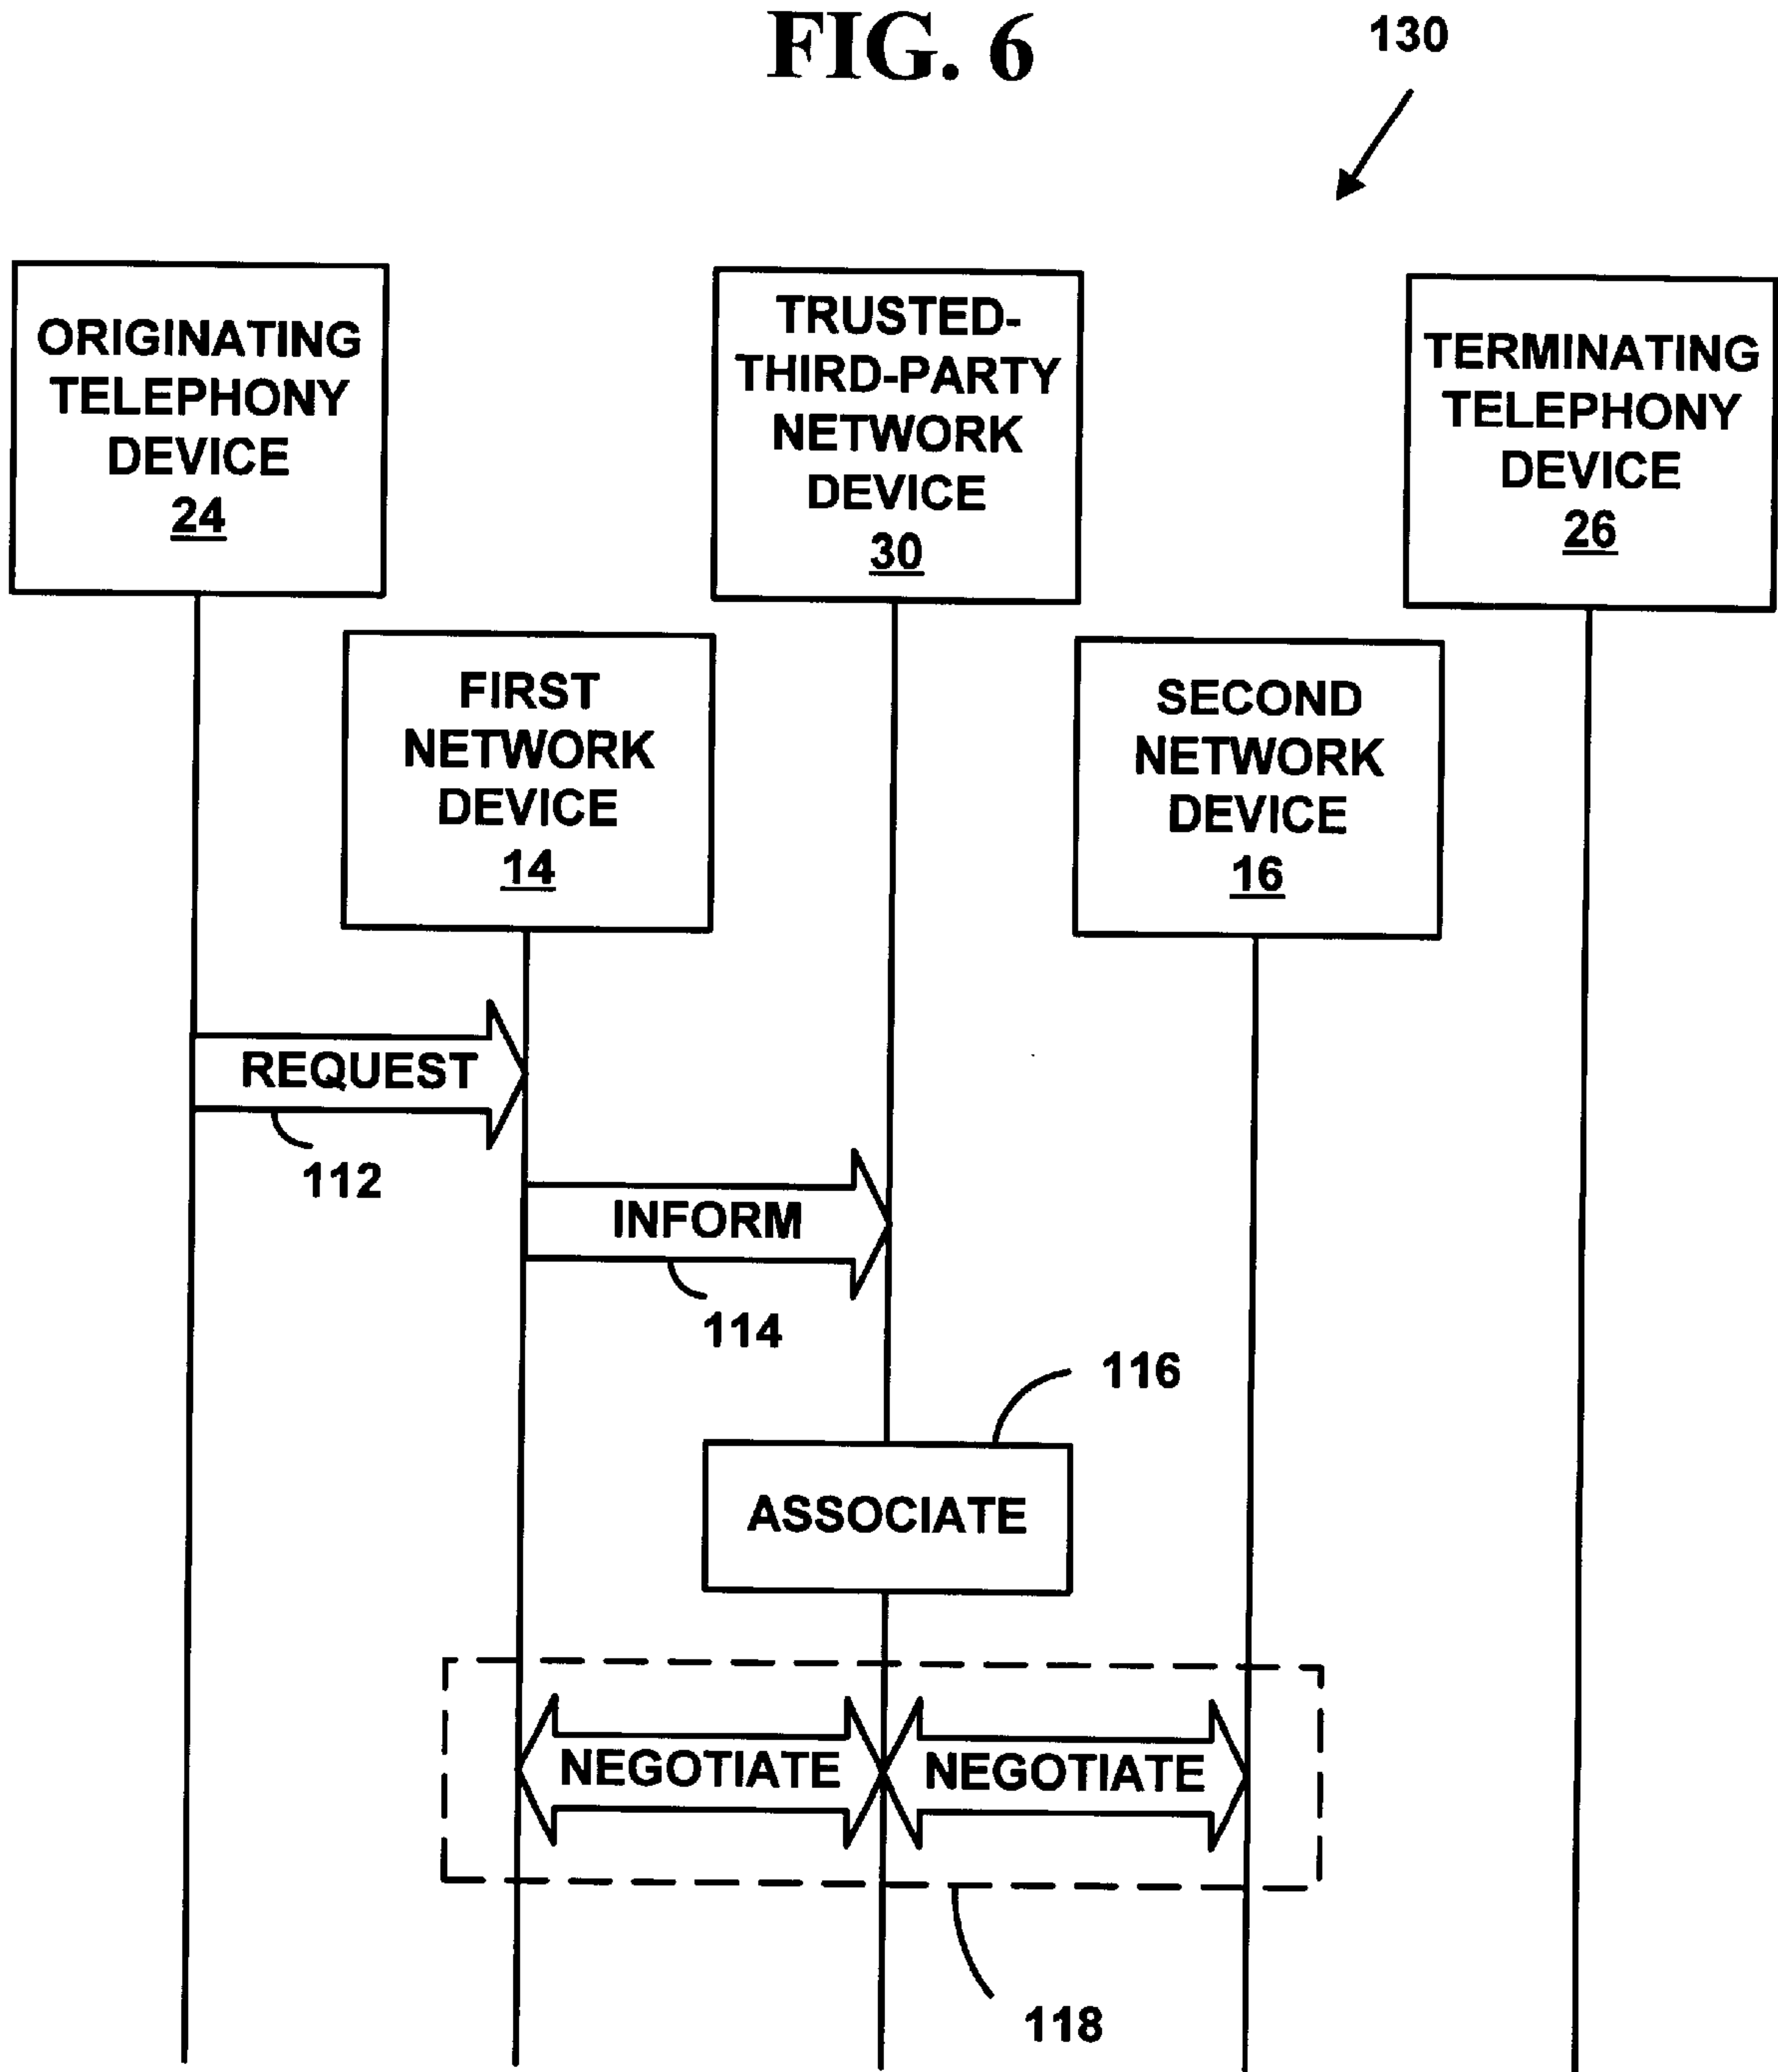 FIG. 6
130
ORIGINATING
TELEPHONY
DEVICE
24
TRUSTED-
THIRD-PARTY
NETWORK
DEVICE
30
TERMINATING
TELEPHONY
DEVICE
26
FIRST
NETWORK
DEVICE
14
SECOND
NETWORK
DEVICE
16
REQUEST
112
INFORM
114
116
ASSOCIATE
NEGOTIATE
NEGOTIATE
118